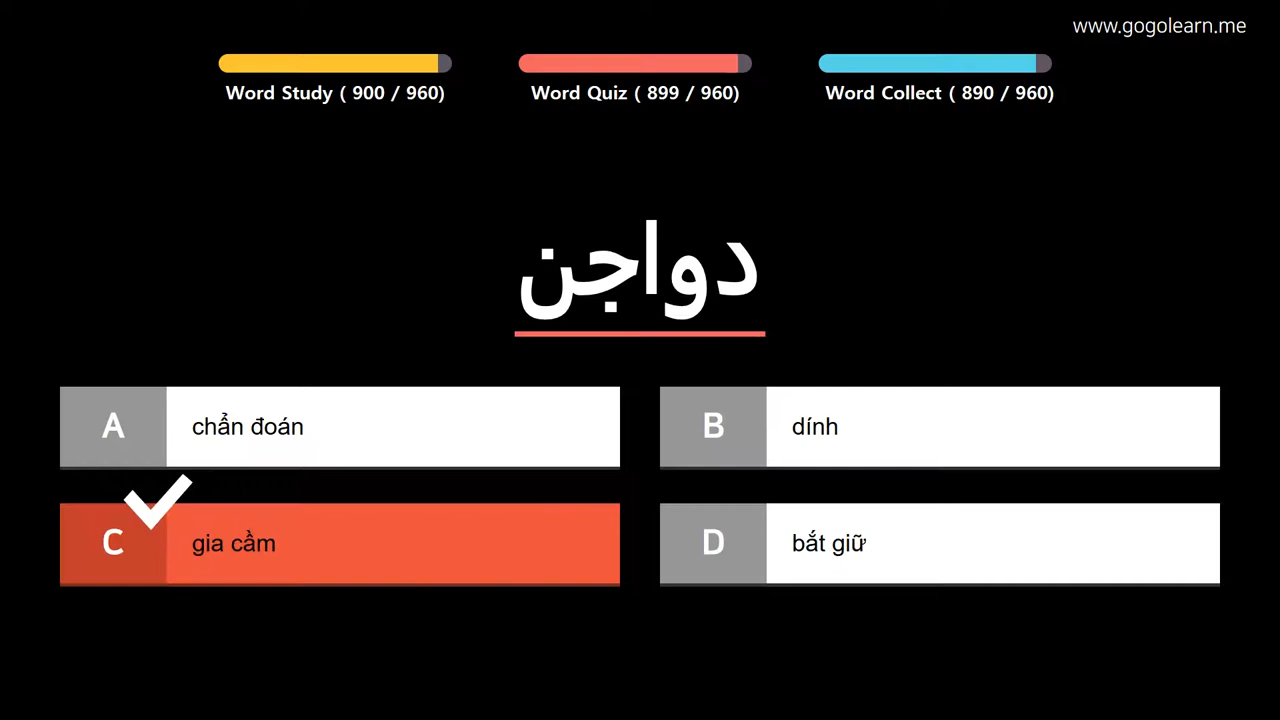 www.gogolearn.me
Word Study ( 900 / 960)
Word Quiz ( 899 / 960)
Word Collect ( 890 / 960)
دواجن
A
chẩn đoán
B
dính
C
gia cầm
D
bắt giữ